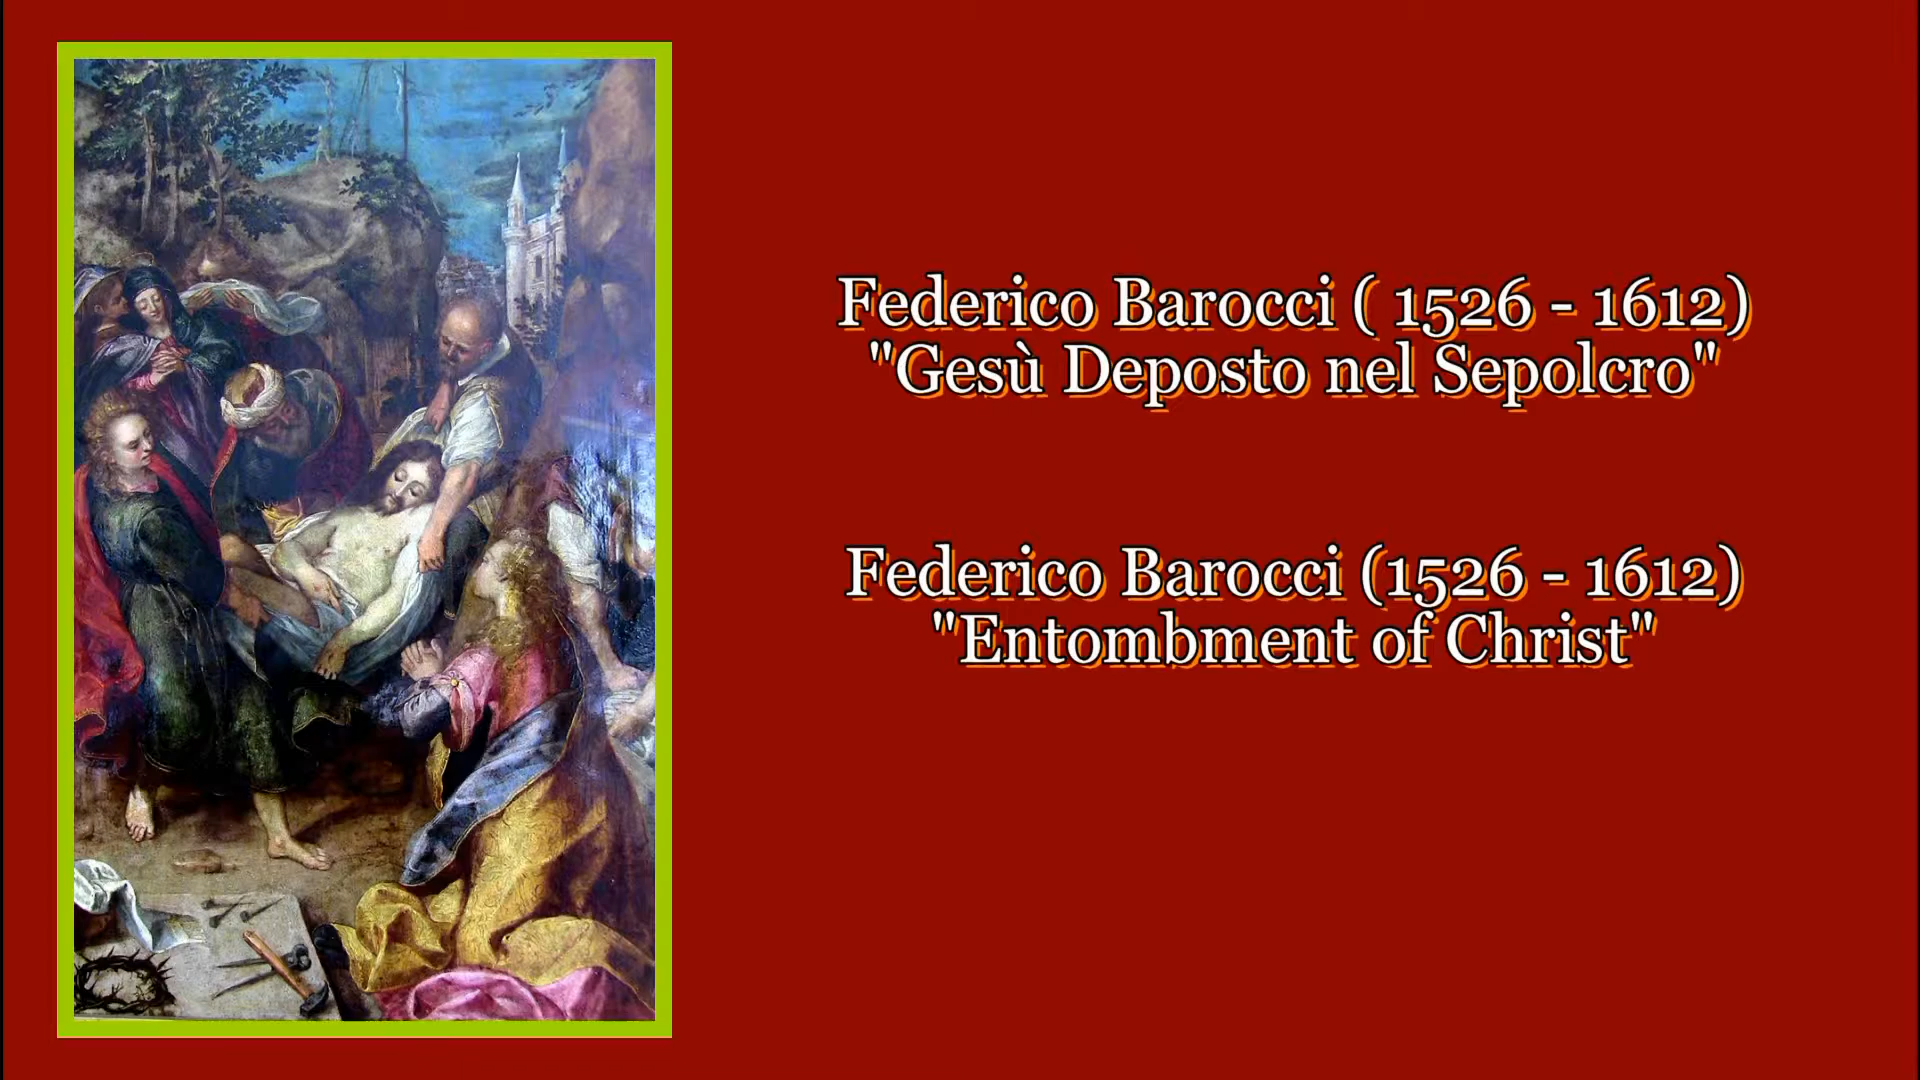 Federico Barocci ( 1526 - 1612)
"Gesù Deposto nel Sepolcro"
Federico Barocci (1526 - 1612)
"Entombment of Christ"